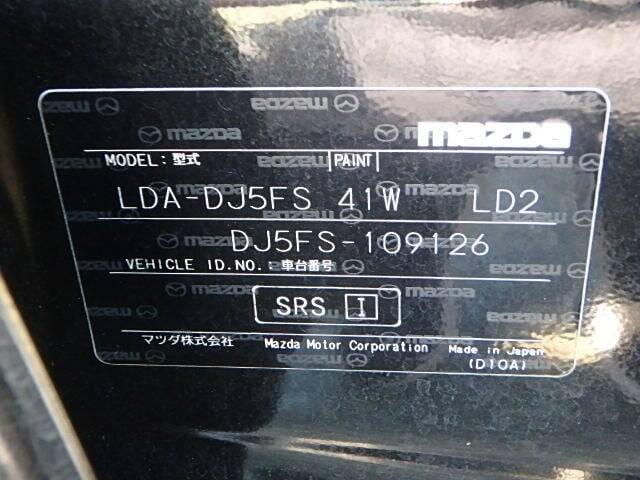 mazda
MODEL: 型式 PAINT
LDA-DJ5FS 41W LD2
DJ5FS-109126
VEHICLE ID.NO. 車台番号
SRS I
マツダ株式会社 Mazda Motor Corporation Made in Japan
(D10A)